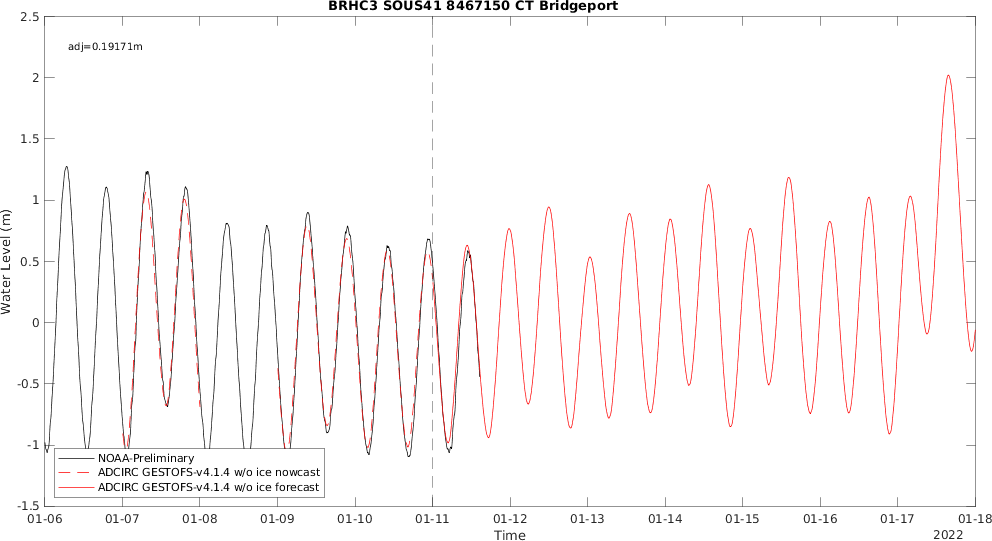 BRHC3 SOUS41 8467150 CT Bridgeport
adj=0.19171m
2.5
2
1.5
1
0.5
0
-0.5
-1
-1.5
Water Level (m)
NOAA-Preliminary
ADCIRC GESTOFS-v4.1.4 w/o ice nowcast
ADCIRC GESTOFS-v4.1.4 w/o ice forecast
01-06 01-07 01-08 01-09 01-10 01-11 01-12 01-13 01-14 01-15 01-16 01-17 01-18
Time
2022